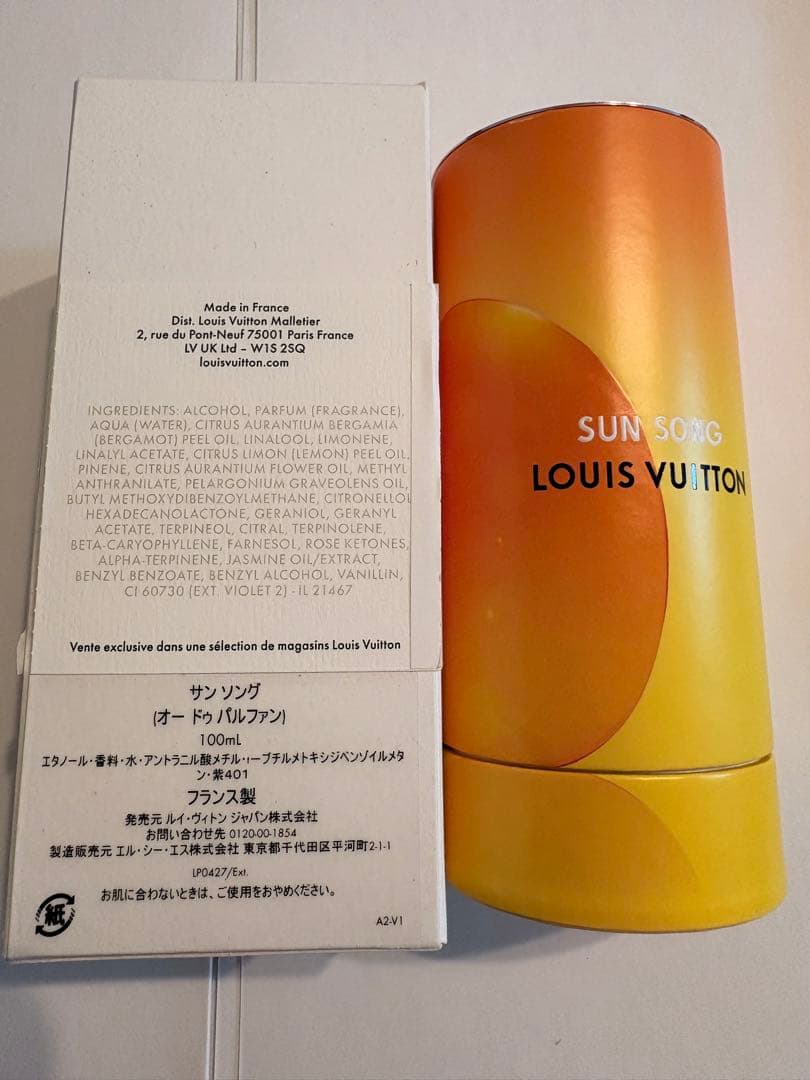 Made in France
Dist. Louis Vuitton Malletier
2, rue du Pont-Neuf 75001 Paris France
LV UK Ltd – W1S 2SQ
louisvuitton.com
INGREDIENTS: ALCOHOL, PARFUM (FRAGRANCE),
AQUA (WATER), CITRUS AURANTIUM BERGAMIA
(BERGAMOT) PEEL OIL, LINALOOL, LIMONENE,
LINALYL ACETATE, CITRUS LIMON (LEMON) PEEL OIL,
PINENE, CITRUS AURANTIUM FLOWER OIL, METHYL
ANTHRANILATE, PELARGONIUM GRAVEOLENS OIL,
BUTYL METHOXYDIBENZOYLMETHANE, CITRONELLOL
HEXADECANOLACTONE, GERANIOL, GERANYL
ACETATE, TERPINEOL, CITRAL, TERPINOLENE,
BETA-CARYOPHYLLENE, FARNESOL, ROSE KETONES,
ALPHA-TERPINENE, JASMINE OIL/EXTRACT,
BENZYL BENZOATE, BENZYL ALCOHOL, VANILLIN,
CI 60730 (EXT. VIOLET 2) - IL 21467
Vente exclusive dans une sélection de magasins Louis Vuitton
サン ソング
(オー ドゥ パルファン)
100mL
エタノール・香料・水・アントラニル酸メチル・t-ブチルメトキシジベンゾイルメタ
ン・紫401
フランス製
発売元 ルイ・ヴィトン ジャパン株式会社
お問い合わせ先 0120-00-1854
製造販売元 エル・シー・エス株式会社 東京都千代田区平河町2-1-1
LP0427/Ext.
お肌に合わないときは、ご使用をおやめください。
紙
A2-V1
SUN SONG
LOUIS VUITTON